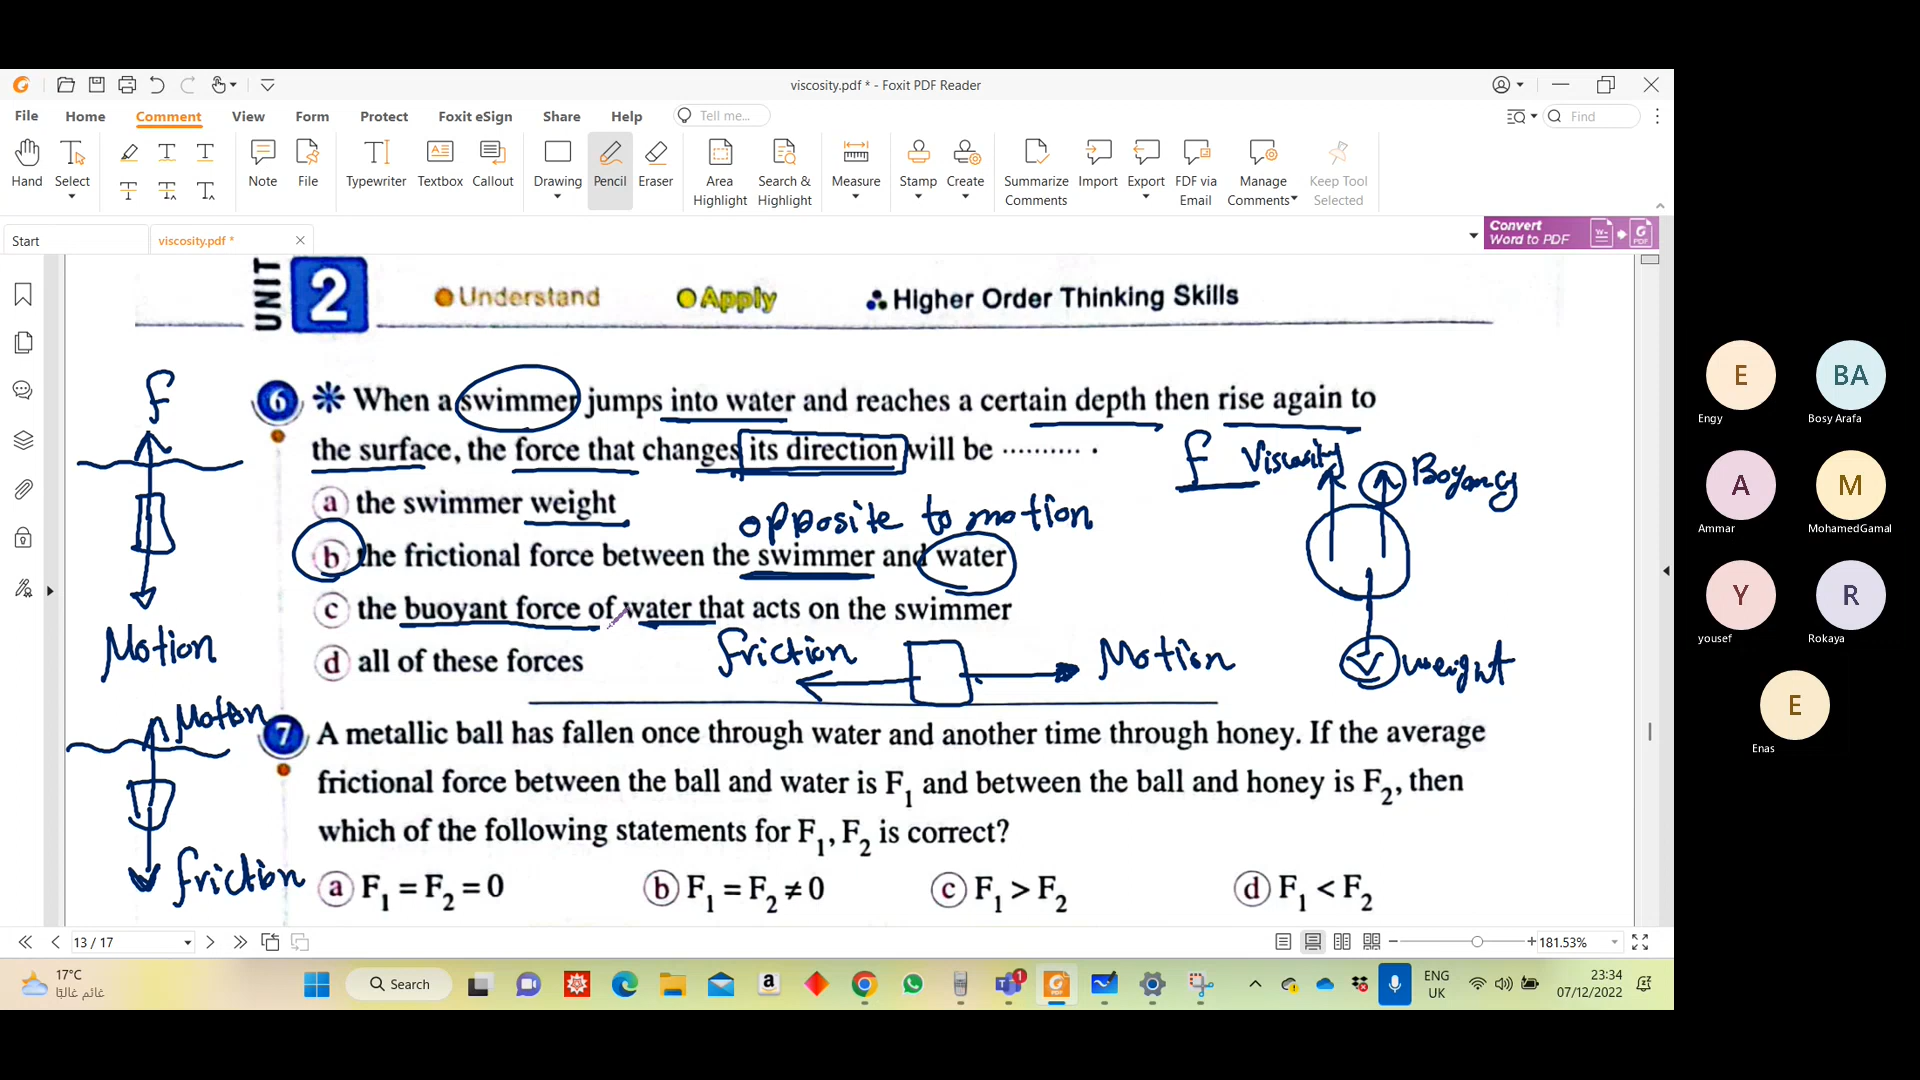 viscosity.pdf * - Foxit PDF Reader
File Home Comment View Form Protect Foxit eSign Share Help Tell me... Find
Hand Select Note File Typewriter Textbox Callout Drawing Pencil Eraser Area Highlight Search & Highlight Measure Stamp Create Summarize Comments Import Export FDF via Email Manage Comments Keep Tool Selected
Start viscosity.pdf * Convert Word to PDF
UNIT 2 Understand Apply Higher Order Thinking Skills
f
6 When a swimmer jumps into water and reaches a certain depth then rise again to
the surface, the force that changes its direction will be .......... .
f Viscosity Boyancy
a the swimmer weight
opposite to motion
b the frictional force between the swimmer and water
c the buoyant force of water that acts on the swimmer
Motion
d all of these forces
friction Motion weight
Motion
7 A metallic ball has fallen once through water and another time through honey. If the average
frictional force between the ball and water is F1 and between the ball and honey is F2, then
which of the following statements for F1, F2 is correct?
friction
a F1 = F2 = 0 b F1 = F2 ≠ 0 c F1 > F2 d F1 < F2
13 / 17 181.53%
17°C
غائم غالبًا
Search
1
ENG
UK
23:34
07/12/2022
E BA
Engy Bosy Arafa
A M
Ammar MohamedGamal
Y R
yousef Rokaya
E
Enas